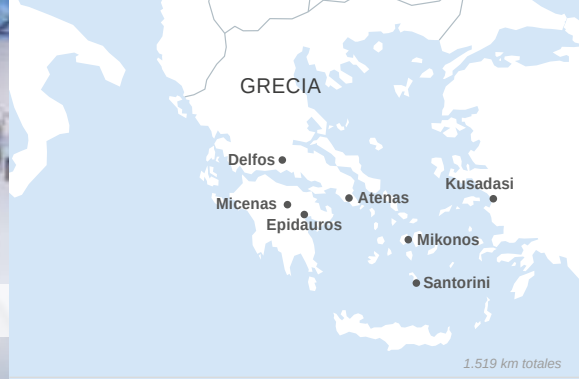 GRECIA
Delfos
Kusadasi
Atenas
Micenas
Epidauros
Mikonos
Santorini
1.519 km totales